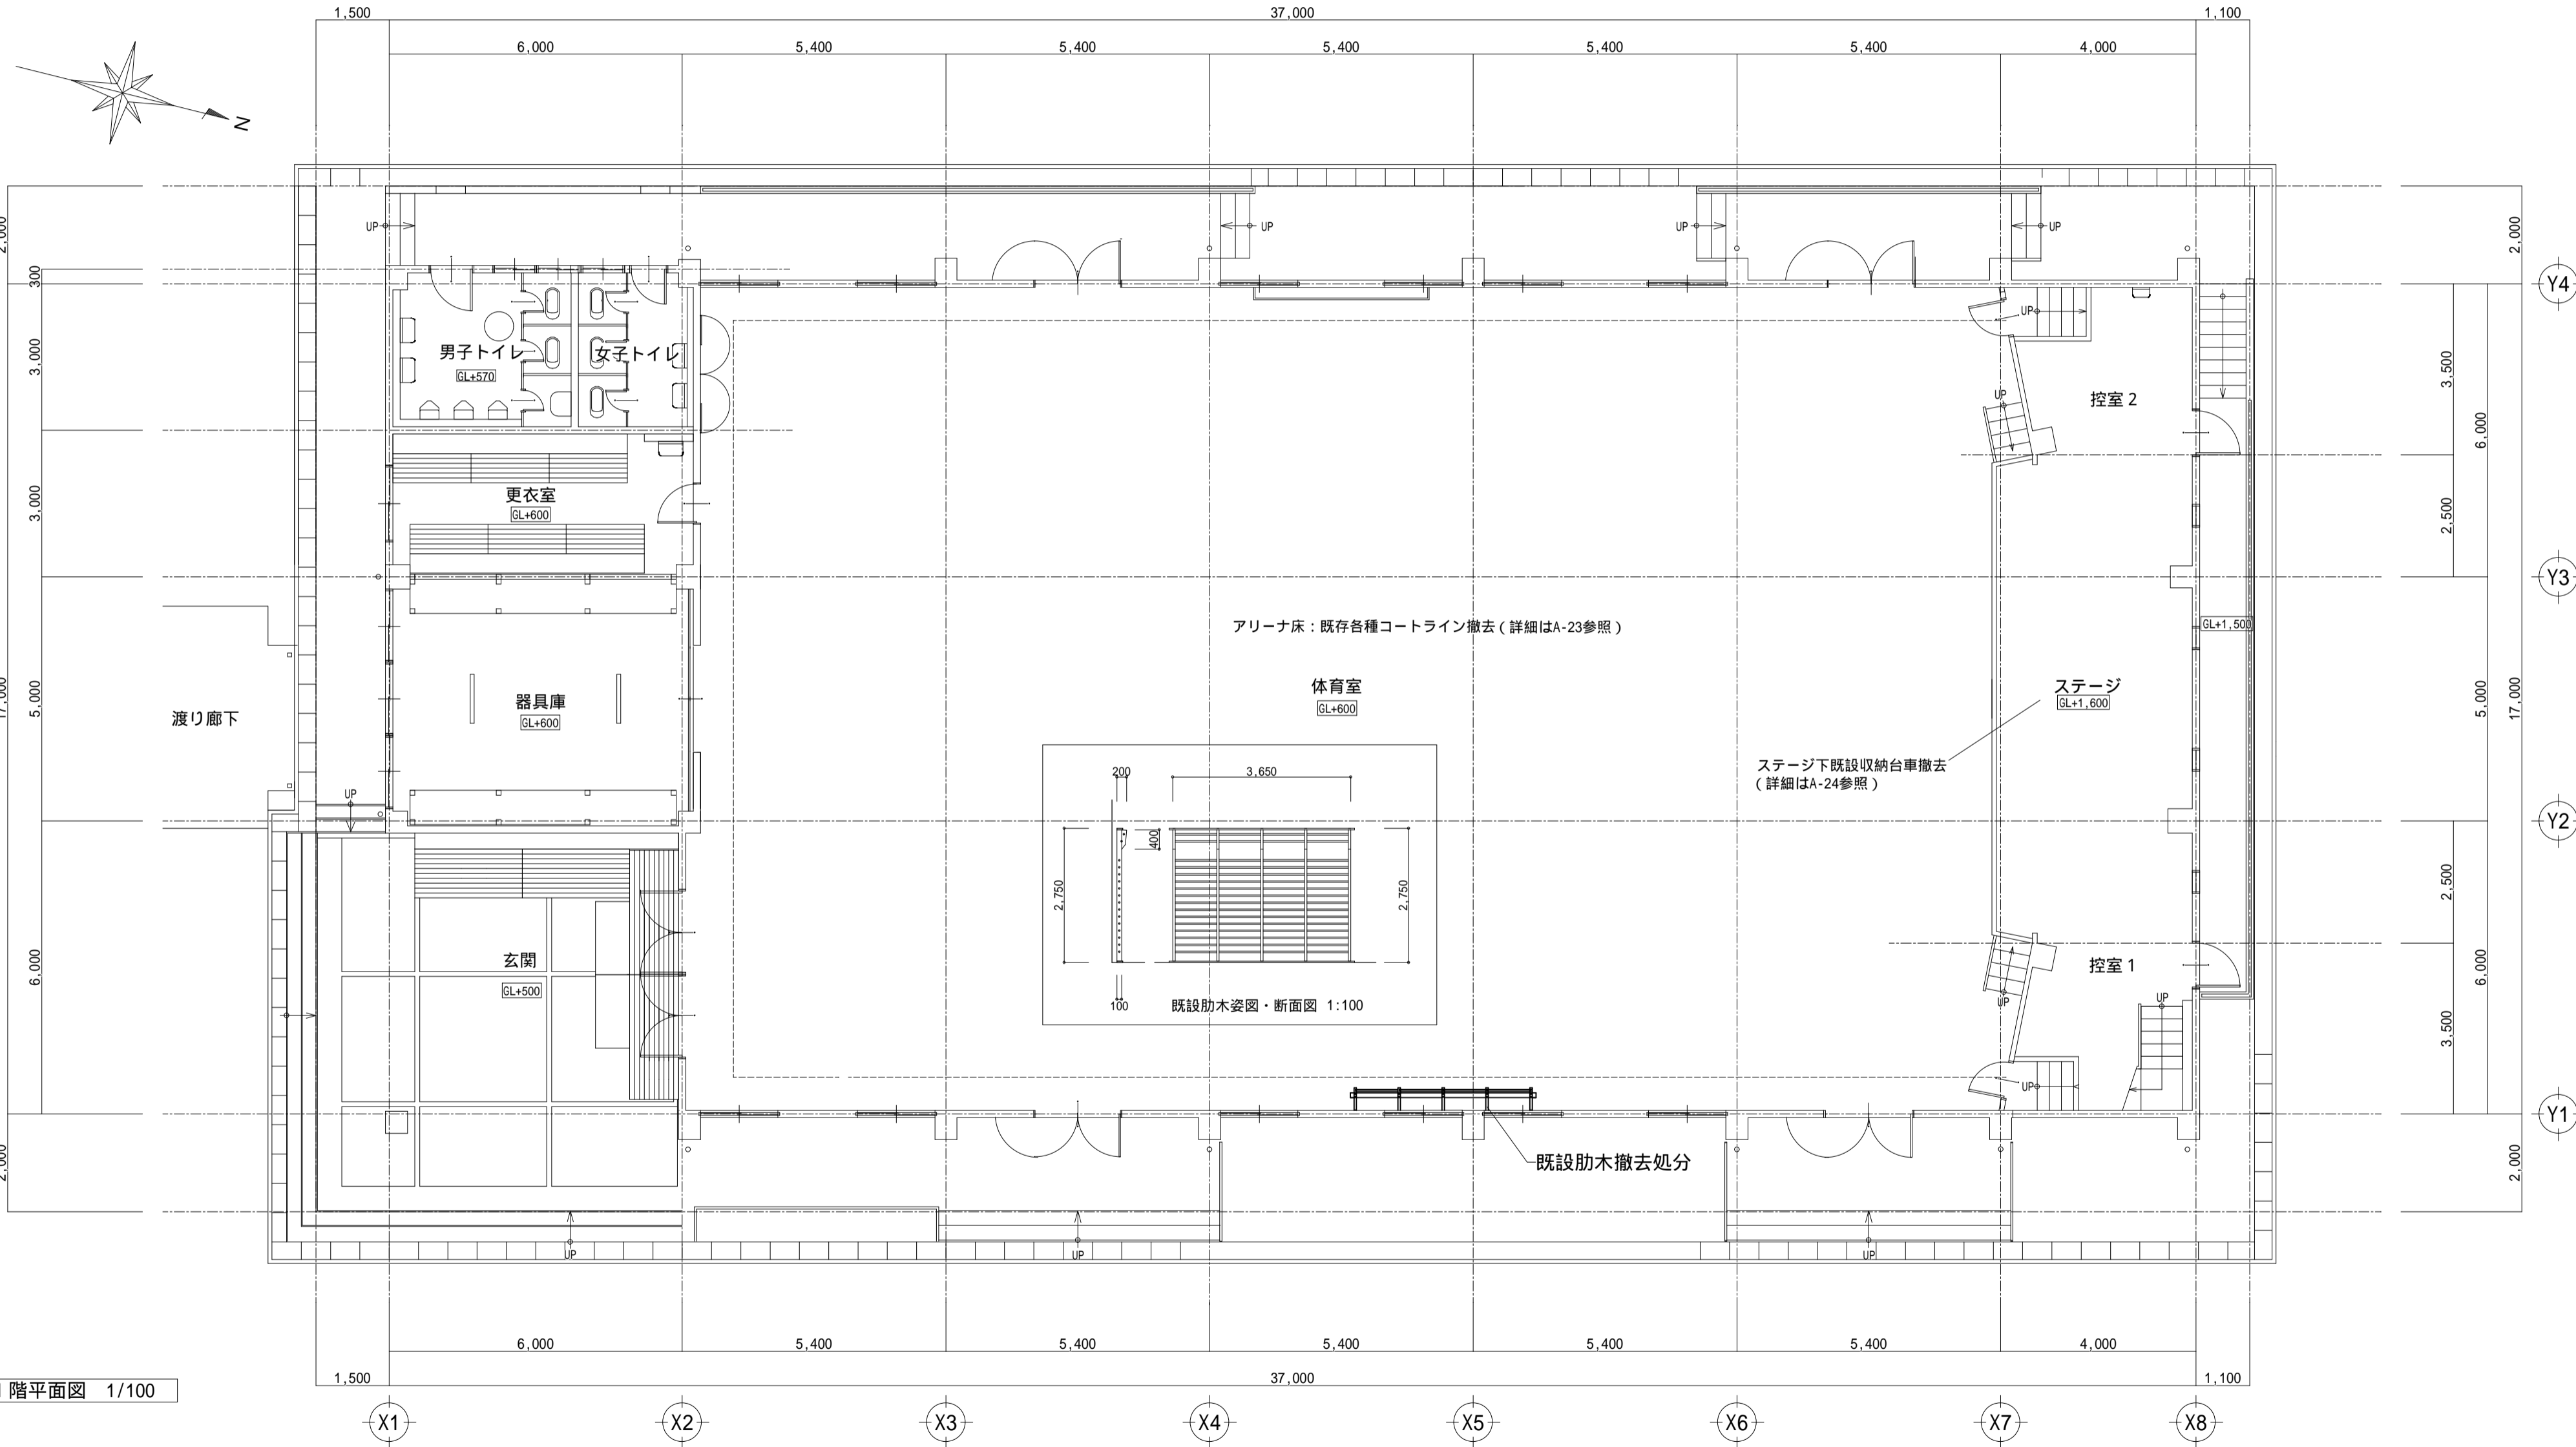 1,500
37,000
1,100
6,000
5,400
5,400
5,400
5,400
5,400
4,000
N
2,000
300
3,000
3,000
5,000
17,000
6,000
2,000
UP
UP
UP
UP
男子トイレ
GL+570
女子トイレ
更衣室
GL+600
器具庫
GL+600
渡り廊下
UP
玄関
GL+500
UP
アリーナ床：既存各種コートライン撤去（詳細はA-23参照）
体育室
GL+600
200
3,650
400
2,750
2,750
100
既設肋木姿図・断面図 1:100
既設肋木撤去処分
UP
UP
UP
UP
控室2
ステージ
GL+1,600
GL+1,500
ステージ下既設収納台車撤去
（詳細はA-24参照）
控室1
UP
UP
UP
2,000
3,500
2,500
6,000
5,000
17,000
2,500
3,500
6,000
2,000
Y4
Y3
Y2
Y1
6,000
5,400
5,400
5,400
5,400
5,400
4,000
1,500
37,000
1,100
階平面図 1/100
X1
X2
X3
X4
X5
X6
X7
X8